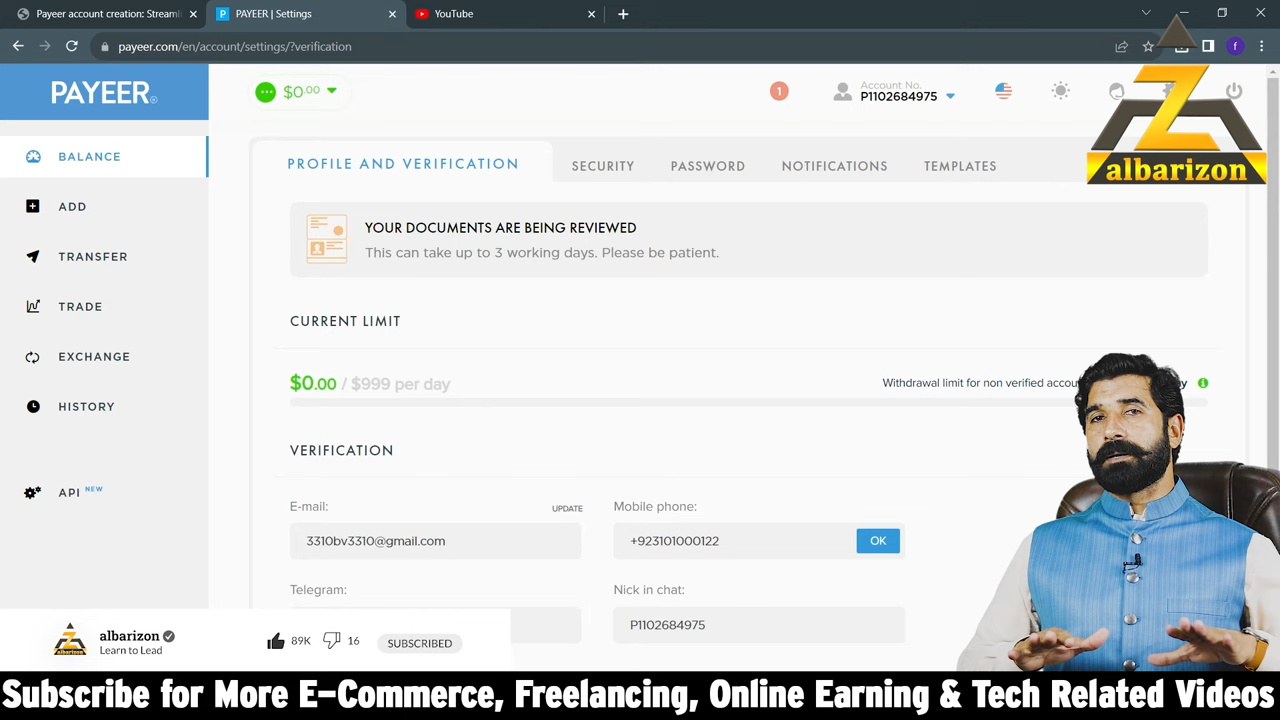 Payeer account creation: Streamli
PAYEER | Settings
YouTube
payeer.com/en/account/settings/?verification
f
PAYEER
$0.00
1
Account No.
P1102684975
Z
albarizon
BALANCE
ADD
TRANSFER
TRADE
EXCHANGE
HISTORY
API NEW
PROFILE AND VERIFICATION
SECURITY
PASSWORD
NOTIFICATIONS
TEMPLATES
YOUR DOCUMENTS ARE BEING REVIEWED
This can take up to 3 working days. Please be patient.
CURRENT LIMIT
$0.00 / $999 per day
Withdrawal limit for non verified accou
y
VERIFICATION
E-mail:
UPDATE
Mobile phone:
3310bv3310@gmail.com
+923101000122
OK
Telegram:
Nick in chat:
P1102684975
albarizon
albarizon
Learn to Lead
89K
16
SUBSCRIBED
Subscribe for More E-Commerce, Freelancing, Online Earning & Tech Related Videos